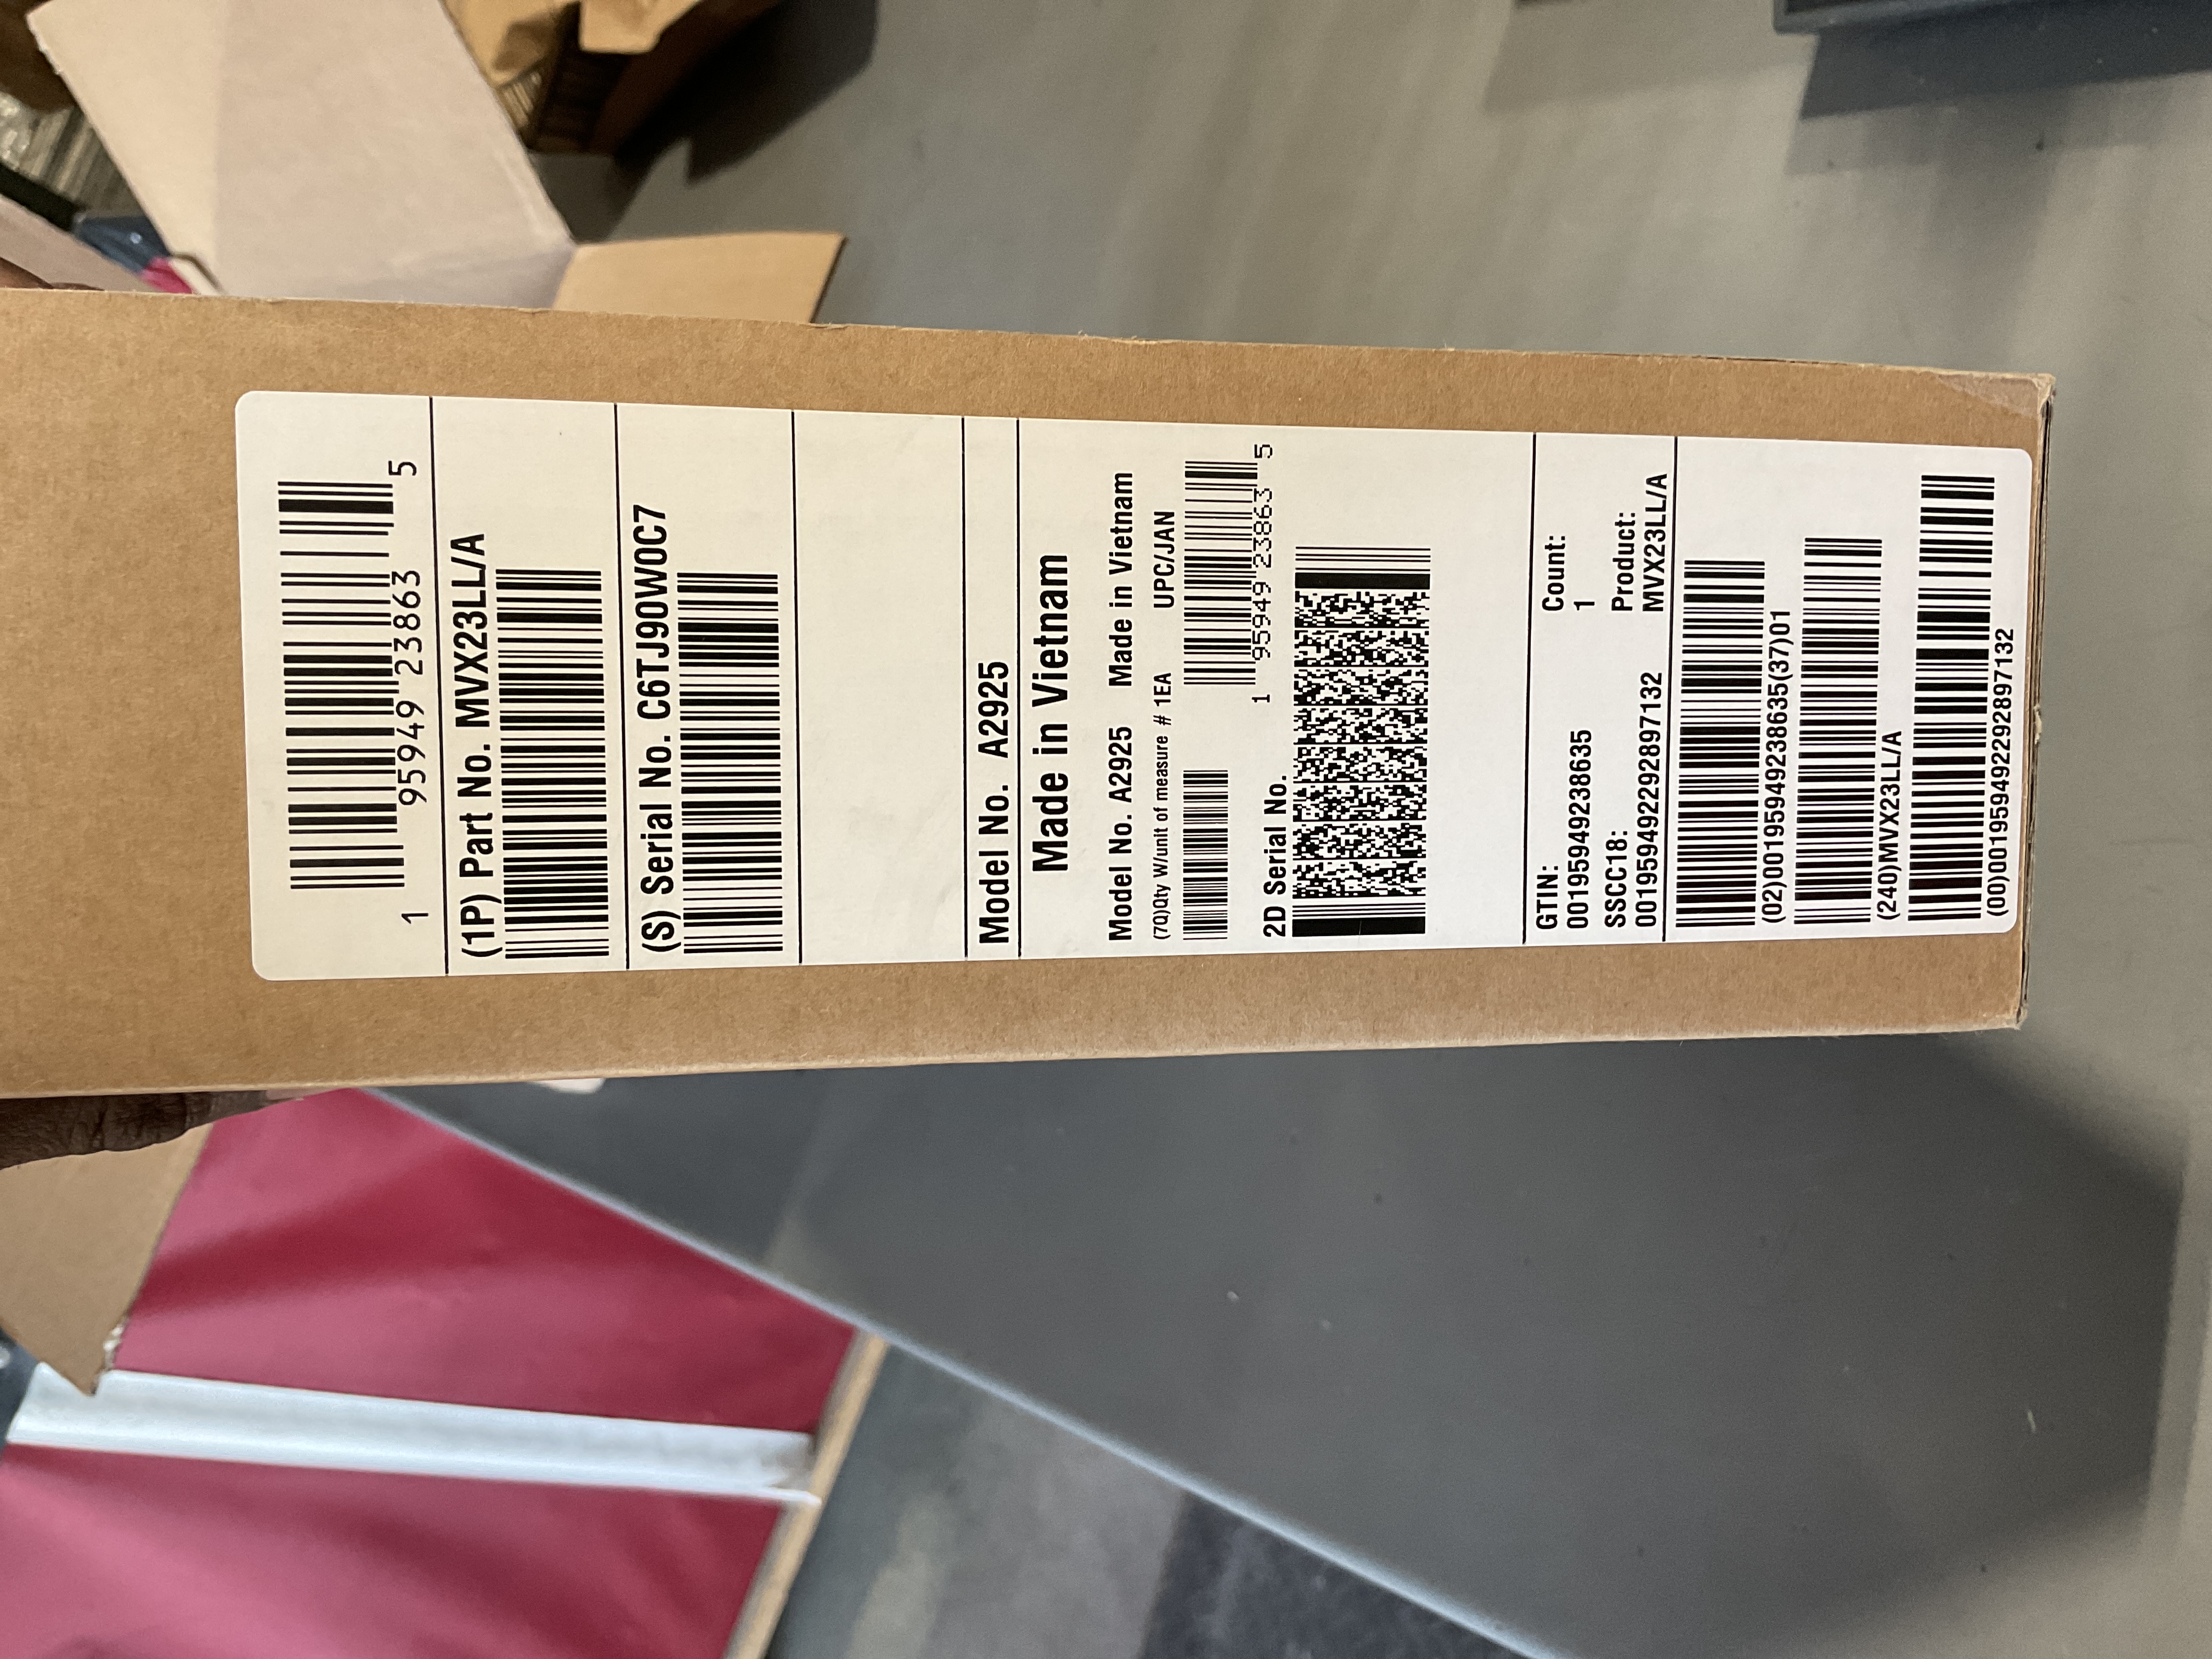 1 95949 23863 5
(1P) Part No. MVX23LL/A
(S) Serial No. C6TJ90W0C7
Model No. A2925
Made in Vietnam
Model No. A2925 Made in Vietnam
(7Q)Qty W/unit of measure # 1EA UPC/JAN
1 95949 23863 5
2D Serial No.
GTIN: Count:
00195949238635 1
SSCC18: Product:
001959492292897132 MVX23LL/A
(02)00195949238635(37)01
(240)MVX23LL/A
(00)001959492292897132